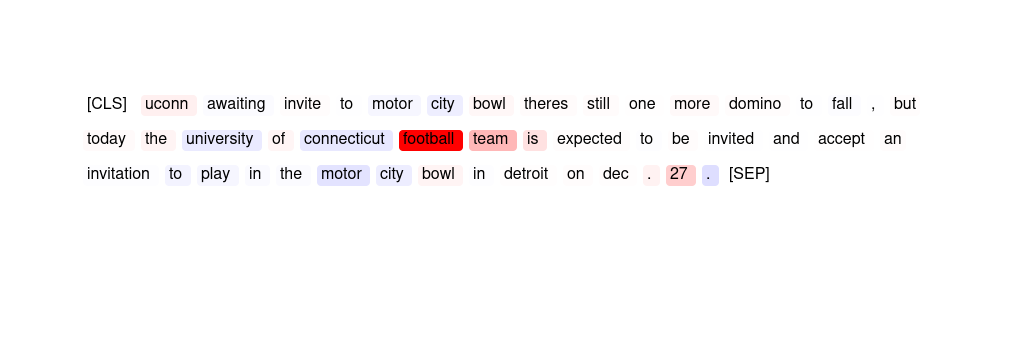 [CLS] uconn awaiting invite to motor city bowl theres still one more domino to fall , but
today the university of connecticut football team is expected to be invited and accept an
invitation to play in the motor city bowl in detroit on dec . 27 . [SEP]